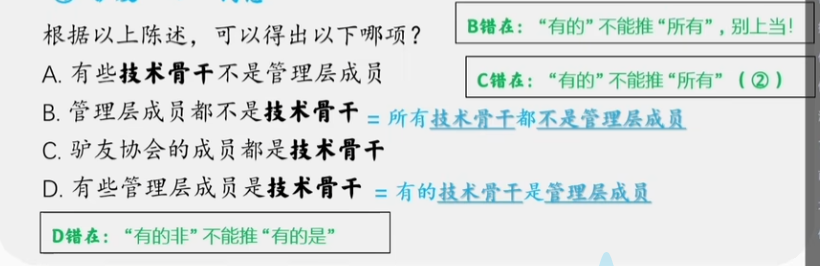 根据以上陈述，可以得出以下哪项？
B错在：“有的”不能推“所有”，别上当！
A. 有些技术骨干不是管理层成员
C错在：“有的”不能推“所有”（②）
B. 管理层成员都不是技术骨干 = 所有技术骨干都不是管理层成员
C. 驴友协会的成员都是技术骨干
D. 有些管理层成员是技术骨干 = 有的技术骨干是管理层成员
D错在：“有的非”不能推“有的是”